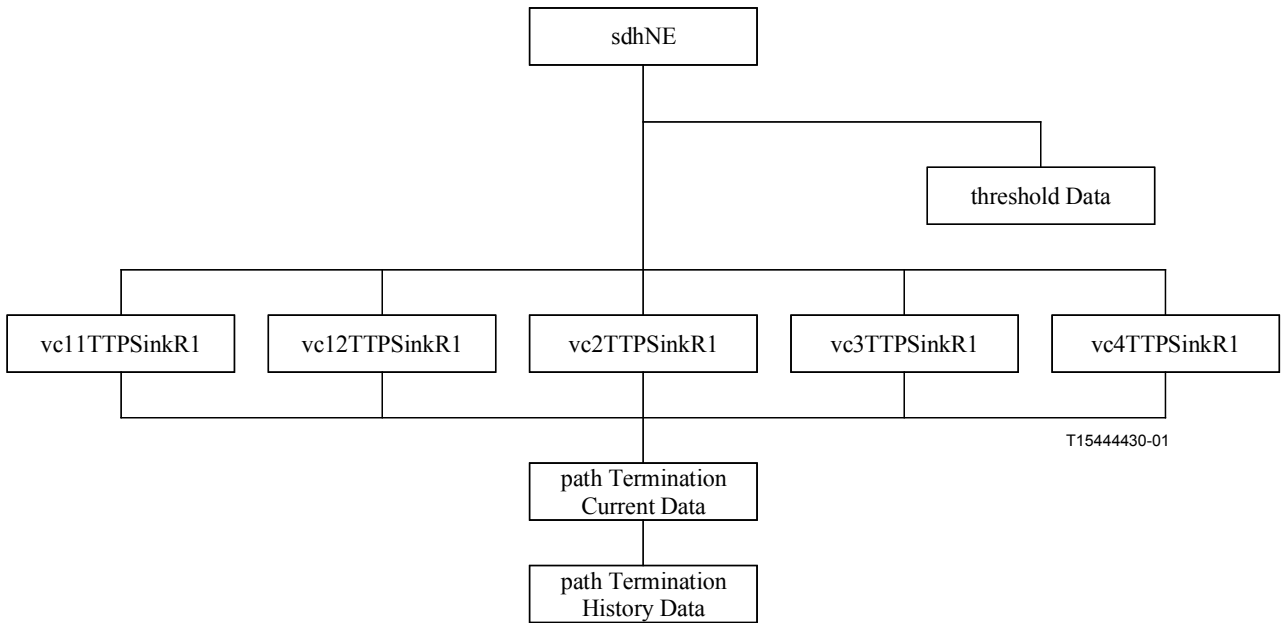 sdhNE
threshold Data
vc11TTPSinkR1
vc12TTPSinkR1
vc2TTPSinkR1
vc3TTPSinkR1
vc4TTPSinkR1
T15444430-01
path Termination
Current Data
path Termination
History Data